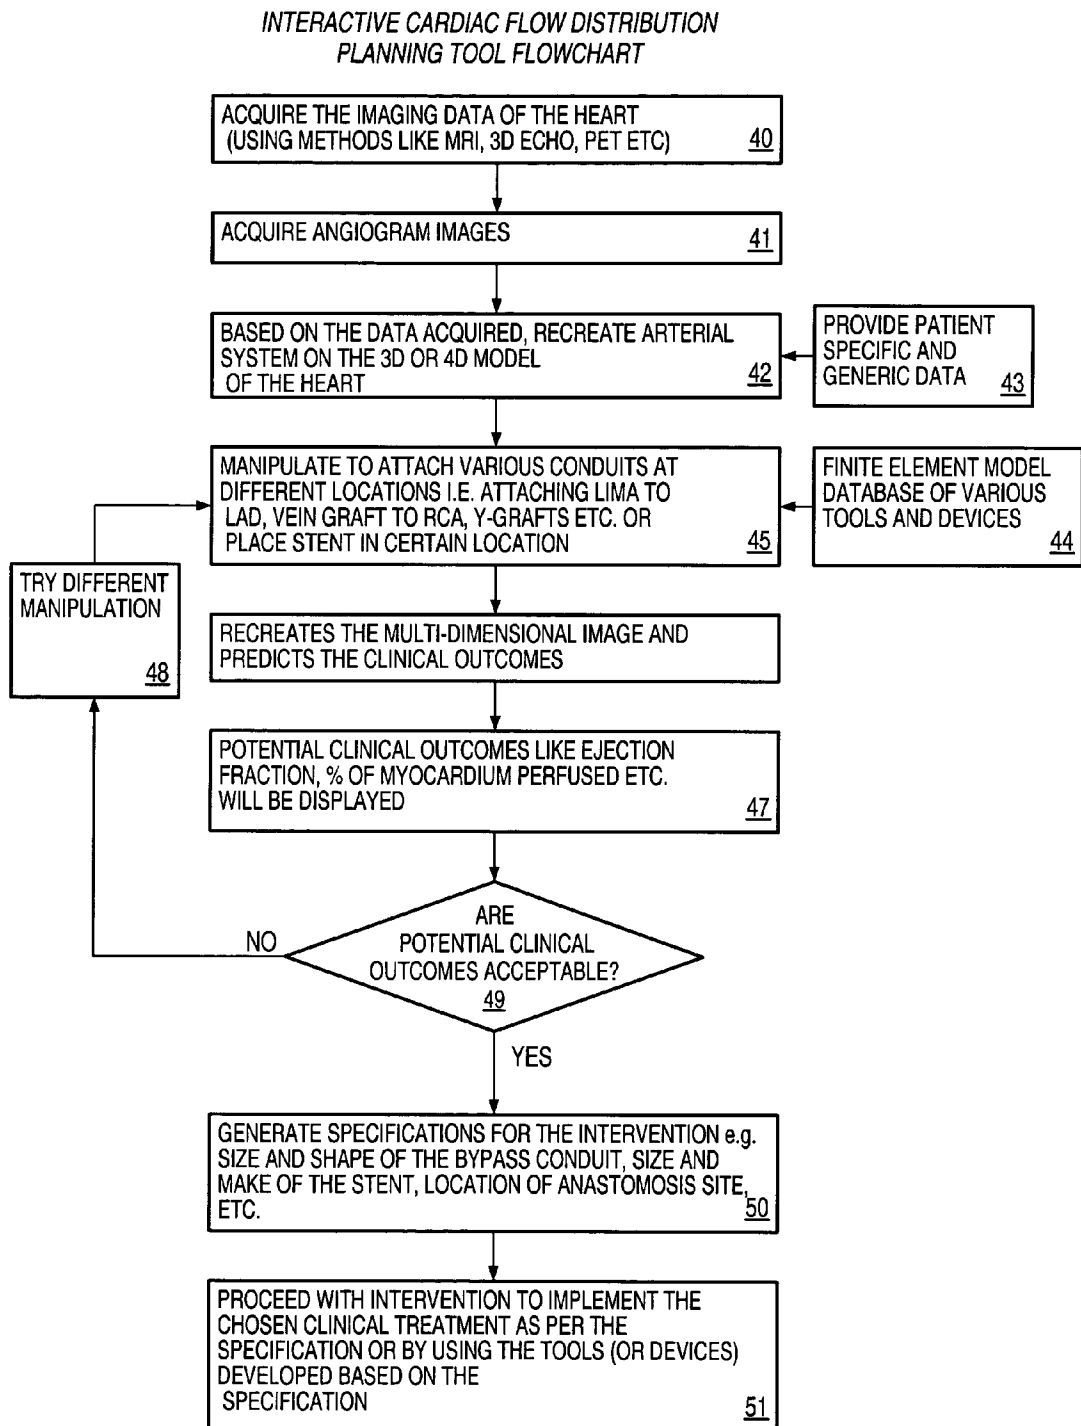 INTERACTIVE CARDIAC FLOW DISTRIBUTION
PLANNING TOOL FLOWCHART
ACQUIRE THE IMAGING DATA OF THE HEART
(USING METHODS LIKE MRI, 3D ECHO, PET ETC)
40
ACQUIRE ANGIOGRAM IMAGES
41
BASED ON THE DATA ACQUIRED, RECREATE ARTERIAL
SYSTEM ON THE 3D OR 4D MODEL
OF THE HEART
42
PROVIDE PATIENT
SPECIFIC AND
GENERIC DATA
43
MANIPULATE TO ATTACH VARIOUS CONDUITS AT
DIFFERENT LOCATIONS I.E. ATTACHING LIMA TO
LAD, VEIN GRAFT TO RCA, Y-GRAFTS ETC. OR
PLACE STENT IN CERTAIN LOCATION
45
FINITE ELEMENT MODEL
DATABASE OF VARIOUS
TOOLS AND DEVICES
44
TRY DIFFERENT
MANIPULATION
48
RECREATES THE MULTI-DIMENSIONAL IMAGE AND
PREDICTS THE CLINICAL OUTCOMES
POTENTIAL CLINICAL OUTCOMES LIKE EJECTION
FRACTION, % OF MYOCARDIUM PERFUSED ETC.
WILL BE DISPLAYED
47
ARE
POTENTIAL CLINICAL
OUTCOMES ACCEPTABLE?
49
NO
YES
GENERATE SPECIFICATIONS FOR THE INTERVENTION e.g.
SIZE AND SHAPE OF THE BYPASS CONDUIT, SIZE AND
MAKE OF THE STENT, LOCATION OF ANASTOMOSIS SITE,
ETC.
50
PROCEED WITH INTERVENTION TO IMPLEMENT THE
CHOSEN CLINICAL TREATMENT AS PER THE
SPECIFICATION OR BY USING THE TOOLS (OR DEVICES)
DEVELOPED BASED ON THE
SPECIFICATION
51